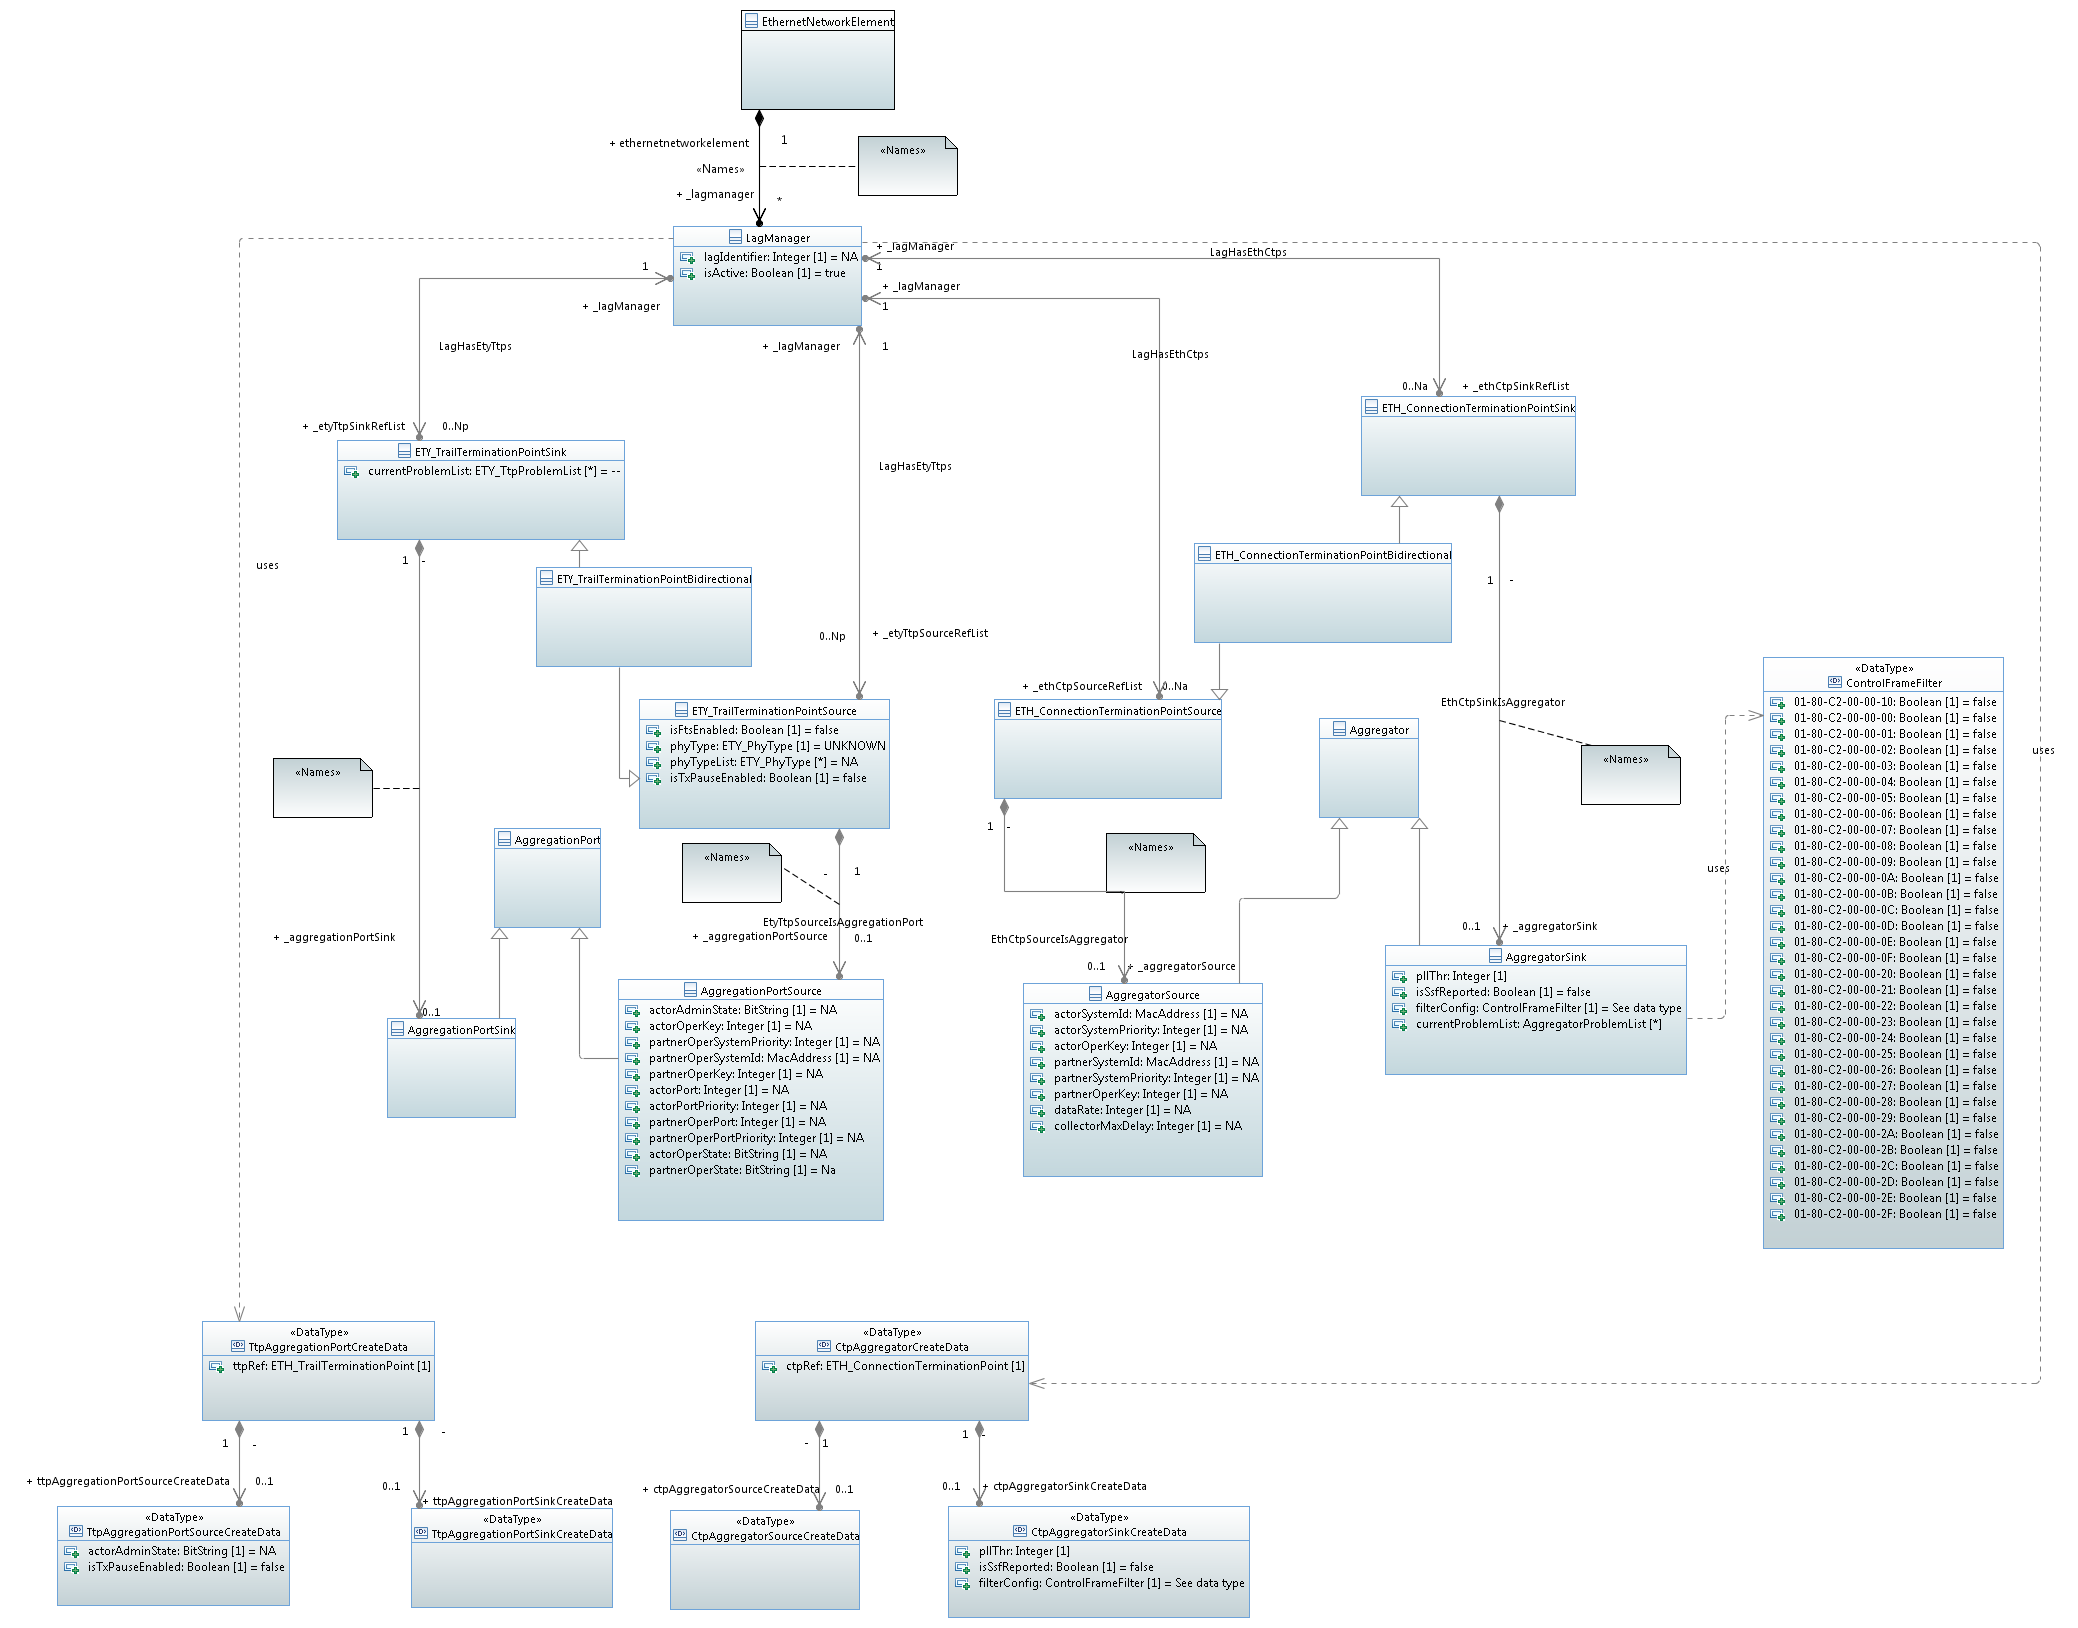 EthernetNetworkElement
+ ethernetnetworkelement
1
«Names»
«Names»
+ _lagmanager
*
LagManager
lagIdentifier: Integer [1] = NA
isActive: Boolean [1] = true
+ _lagManager
1
LagHasEthCtps
1
+ _lagManager
+ _lagManager
1
LagHasEtyTtps
+ _lagManager
1
LagHasEthCtps
0..Na
+ _ethCtpSinkRefList
ETH_ConnectionTerminationPointSink
+ _etyTtpSinkRefList
0..Np
ETY_TrailTerminationPointSink
currentProblemList: ETY_TtpProblemList [*] = --
LagHasEtyTtps
1
-
uses
ETY_TrailTerminationPointBidirectional
ETH_ConnectionTerminationPointBidirectional
1
-
0..Np
+ _etyTtpSourceRefList
+ _ethCtpSourceRefList
0..Na
ETY_TrailTerminationPointSource
isFtsEnabled: Boolean [1] = false
phyType: ETY_PhyType [1] = UNKNOWN
phyTypeList: ETY_PhyType [*] = NA
isTxPauseEnabled: Boolean [1] = false
ETH_ConnectionTerminationPointSource
EthCtpSinkIsAggregator
Aggregator
«Names»
«Names»
uses
«DataType»
ControlFrameFilter
01-80-C2-00-00-10: Boolean [1] = false
01-80-C2-00-00-00: Boolean [1] = false
01-80-C2-00-00-01: Boolean [1] = false
01-80-C2-00-00-02: Boolean [1] = false
01-80-C2-00-00-03: Boolean [1] = false
01-80-C2-00-00-04: Boolean [1] = false
01-80-C2-00-00-05: Boolean [1] = false
01-80-C2-00-00-06: Boolean [1] = false
01-80-C2-00-00-07: Boolean [1] = false
01-80-C2-00-00-08: Boolean [1] = false
01-80-C2-00-00-09: Boolean [1] = false
01-80-C2-00-00-0A: Boolean [1] = false
01-80-C2-00-00-0B: Boolean [1] = false
01-80-C2-00-00-0C: Boolean [1] = false
01-80-C2-00-00-0D: Boolean [1] = false
01-80-C2-00-00-0E: Boolean [1] = false
01-80-C2-00-00-0F: Boolean [1] = false
01-80-C2-00-00-20: Boolean [1] = false
01-80-C2-00-00-21: Boolean [1] = false
01-80-C2-00-00-22: Boolean [1] = false
01-80-C2-00-00-23: Boolean [1] = false
01-80-C2-00-00-24: Boolean [1] = false
01-80-C2-00-00-25: Boolean [1] = false
01-80-C2-00-00-26: Boolean [1] = false
01-80-C2-00-00-27: Boolean [1] = false
01-80-C2-00-00-28: Boolean [1] = false
01-80-C2-00-00-29: Boolean [1] = false
01-80-C2-00-00-2A: Boolean [1] = false
01-80-C2-00-00-2B: Boolean [1] = false
01-80-C2-00-00-2C: Boolean [1] = false
01-80-C2-00-00-2D: Boolean [1] = false
01-80-C2-00-00-2E: Boolean [1] = false
01-80-C2-00-00-2F: Boolean [1] = false
1
-
AggregationPort
«Names»
-
1
«Names»
uses
EtyTtpSourceIsAggregationPort
+ _aggregationPortSource
0..1
+ _aggregationPortSink
EthCtpSourceIsAggregator
0..1
+ _aggregatorSource
0..1
+ _aggregatorSink
AggregatorSink
pllThr: Integer [1]
isSsfReported: Boolean [1] = false
filterConfig: ControlFrameFilter [1] = See data type
currentProblemList: AggregatorProblemList [*]
AggregationPortSource
actorAdminState: BitString [1] = NA
actorOperKey: Integer [1] = NA
partnerOperSystemPriority: Integer [1] = NA
partnerOperSystemId: MacAddress [1] = NA
partnerOperKey: Integer [1] = NA
actorPort: Integer [1] = NA
actorPortPriority: Integer [1] = NA
partnerOperPort: Integer [1] = NA
partnerOperPortPriority: Integer [1] = NA
actorOperState: BitString [1] = NA
partnerOperState: BitString [1] = Na
AggregatorSource
actorSystemId: MacAddress [1] = NA
actorSystemPriority: Integer [1] = NA
actorOperKey: Integer [1] = NA
partnerSystemId: MacAddress [1] = NA
partnerSystemPriority: Integer [1] = NA
partnerOperKey: Integer [1] = NA
dataRate: Integer [1] = NA
collectorMaxDelay: Integer [1] = NA
0..1
AggregationPortSink
«DataType»
TtpAggregationPortCreateData
ttpRef: ETH_TrailTerminationPoint [1]
«DataType»
CtpAggregatorCreateData
ctpRef: ETH_ConnectionTerminationPoint [1]
1
-
1
-
-
1
1
-
+ ttpAggregationPortSourceCreateData
0..1
0..1
+ ttpAggregationPortSinkCreateData
+ ctpAggregatorSourceCreateData
0..1
0..1
+ ctpAggregatorSinkCreateData
«DataType»
TtpAggregationPortSourceCreateData
actorAdminState: BitString [1] = NA
isTxPauseEnabled: Boolean [1] = false
«DataType»
TtpAggregationPortSinkCreateData
«DataType»
CtpAggregatorSourceCreateData
«DataType»
CtpAggregatorSinkCreateData
pllThr: Integer [1]
isSsfReported: Boolean [1] = false
filterConfig: ControlFrameFilter [1] = See data type